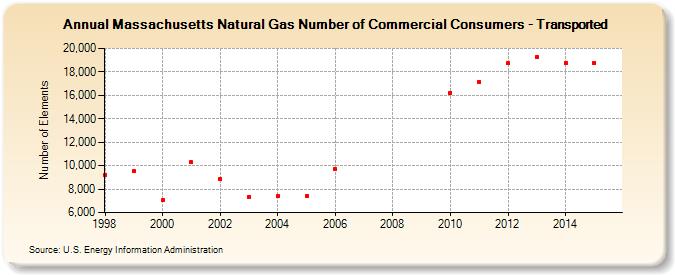 Annual Massachusetts Natural Gas Number of Commercial Consumers - Transported
Number of Elements
20,000
18,000
16,000
14,000
12,000
10,000
8,000
6,000
1998 2000 2002 2004 2006 2008 2010 2012 2014
Source: U.S. Energy Information Administration